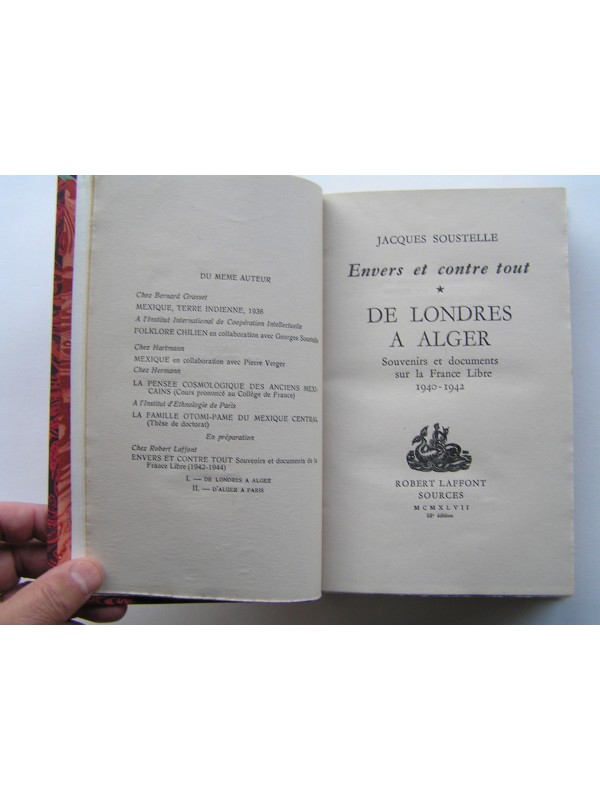 DU MEME AUTEUR
Chez Bernard Grasset
MEXIQUE, TERRE INDIENNE, 1936
A l'Institut International de Coopération Intellectuelle
FOLKLORE CHILIEN en collaboration avec Georges Soustelle
Chez Hartmann
MEXIQUE en collaboration avec Pierre Verger
Chez Hermann
LA PENSEE COSMOLOGIQUE DES ANCIENS MEXI-
CAINS (Cours prononcé au Collège de France)
A l'Institut d'Ethnologie de Paris
LA FAMILLE OTOMI-PAME DU MEXIQUE CENTRAL
(Thèse de doctorat)
En préparation
Chez Robert Laffont
ENVERS ET CONTRE TOUT Souvenirs et documents de la
France Libre (1942-1944)
I. — DE LONDRES A ALGER
II. — D'ALGER A PARIS
JACQUES SOUSTELLE
Envers et contre tout
★
DE LONDRES
A ALGER
Souvenirs et documents
sur la France Libre
1940-1942
ROBERT LAFFONT
SOURCES
MCMXLVII
édition